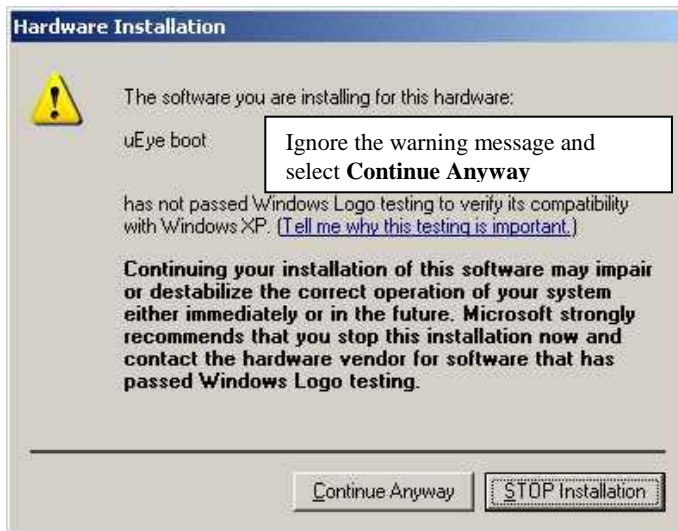 Hardware Installation
The software you are installing for this hardware:
uEye boot
Ignore the warning message and
select Continue Anyway
has not passed Windows Logo testing to verify its compatibility
with Windows XP. (Tell me why this testing is important.)
Continuing your installation of this software may impair
or destabilize the correct operation of your system
either immediately or in the future. Microsoft strongly
recommends that you stop this installation now and
contact the hardware vendor for software that has
passed Windows Logo testing.
Continue Anyway
STOP Installation